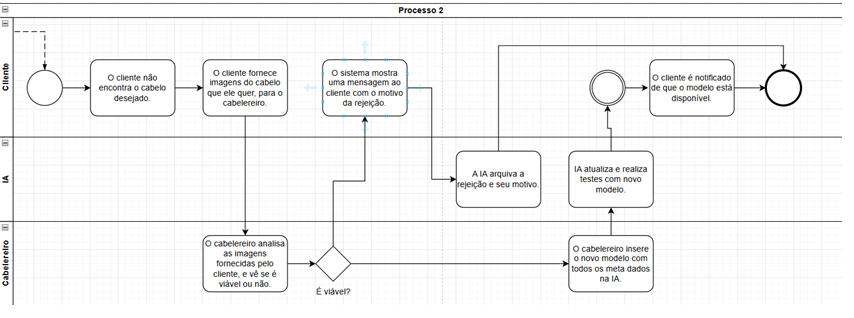 Processo 2
Cliente
O cliente não
encontra o cabelo
desejado.
O cliente fornece
imagens do cabelo
que ele quer, para o
cabelereiro.
O sistema mostra
uma mensagem ao
cliente com o motivo
da rejeição.
O cliente é notificado
de que o modelo está
disponível.
IA
A IA arquiva a
rejeição e seu motivo.
IA atualiza e realiza
testes com novo
modelo.
Cabelereiro
O cabelereiro analisa
as imagens
fornecidas pelo
cliente, e vê se é
viável ou não.
É viável?
O cabelereiro insere
o novo modelo com
todos os meta dados
na IA.